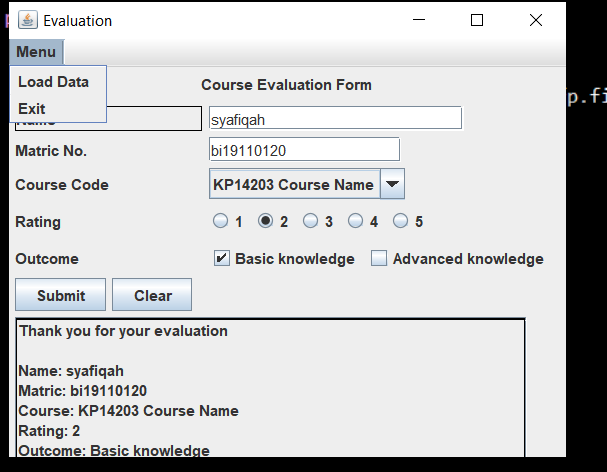 Evaluation
Menu
Load Data
Exit
Course Evaluation Form
Name syafiqah
Matric No. bi19110120
Course Code KP14203 Course Name
Rating 1 2 3 4 5
Outcome Basic knowledge Advanced knowledge
Submit Clear
Thank you for your evaluation
Name: syafiqah
Matric: bi19110120
Course: KP14203 Course Name
Rating: 2
Outcome: Basic knowledge
p.fi